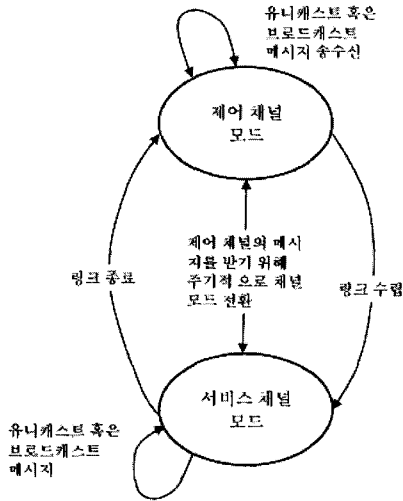 유니캐스트 혹은
브로드캐스트
메시지 송수신
제어 채널
모드
제어 채널의 메시
지를 받기 위해
주기적 으로 채널
모드 전환
링크 종료
링크 수립
서비스 채널
모드
유니캐스트 혹은
브로드캐스트
메시지